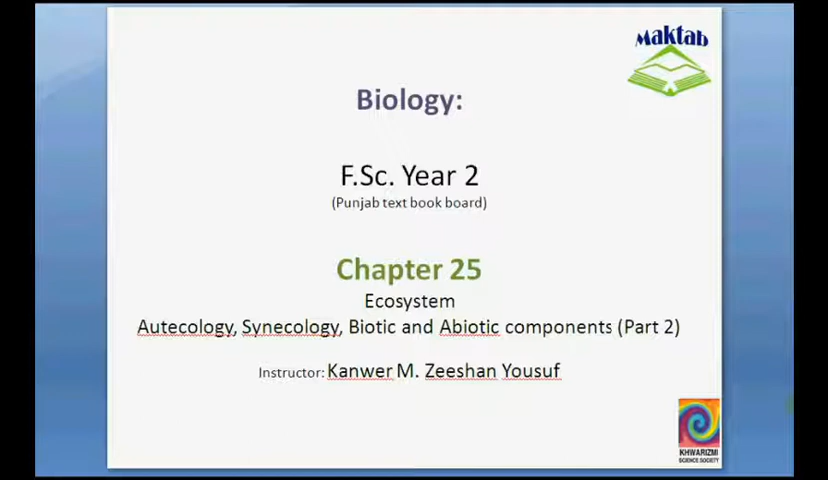 Maktab
Biology:
F.Sc. Year 2
(Punjab text book board)
Chapter 25
Ecosystem
Autecology, Synecology, Biotic and Abiotic components (Part 2)
Instructor: Kanwer M. Zeeshan Yousuf
KHWARIZMI
SCIENCE SOCIETY